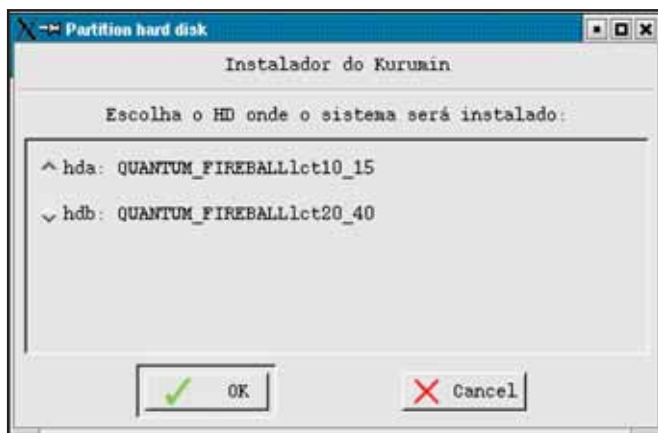 Partition hard disk
Instalador do Kurumin
Escolha o HD onde o sistema será instalado:
hda: QUANTUM_FIREBALLlct10_15
hdb: QUANTUM_FIREBALLlct20_40
OK Cancel